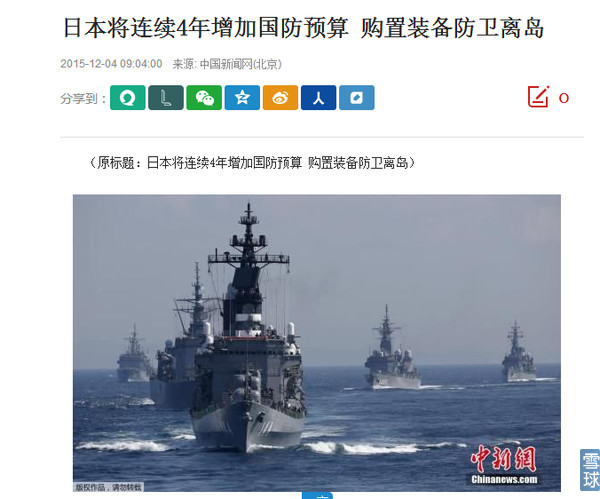 日本将连续4年增加国防预算 购置装备防卫离岛
2015-12-04 09:04:00 来源: 中国新闻网(北京)
分享到：
0
（原标题：日本将连续4年增加国防预算 购置装备防卫离岛）
中新網
Chinanews.com
版权作品，请勿转载
雪球